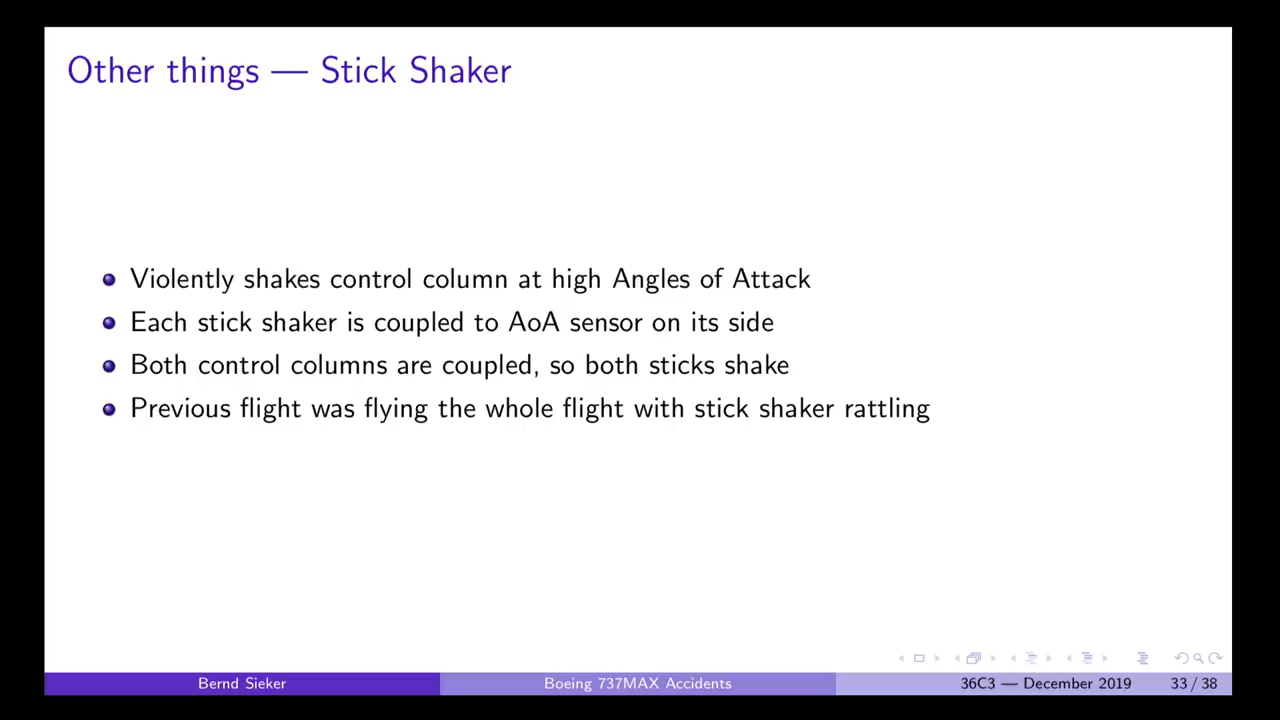 Other things — Stick Shaker
Violently shakes control column at high Angles of Attack
Each stick shaker is coupled to AoA sensor on its side
Both control columns are coupled, so both sticks shake
Previous flight was flying the whole flight with stick shaker rattling
Bernd Sieker
Boeing 737MAX Accidents
36C3 — December 2019
33 / 38